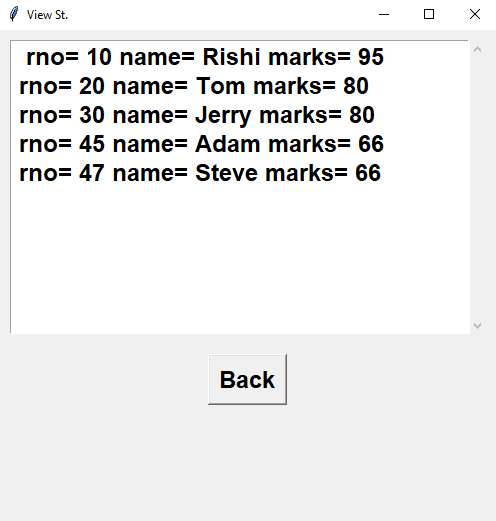 View St.
rno= 10 name= Rishi marks= 95
rno= 20 name= Tom marks= 80
rno= 30 name= Jerry marks= 80
rno= 45 name= Adam marks= 66
rno= 47 name= Steve marks= 66
Back